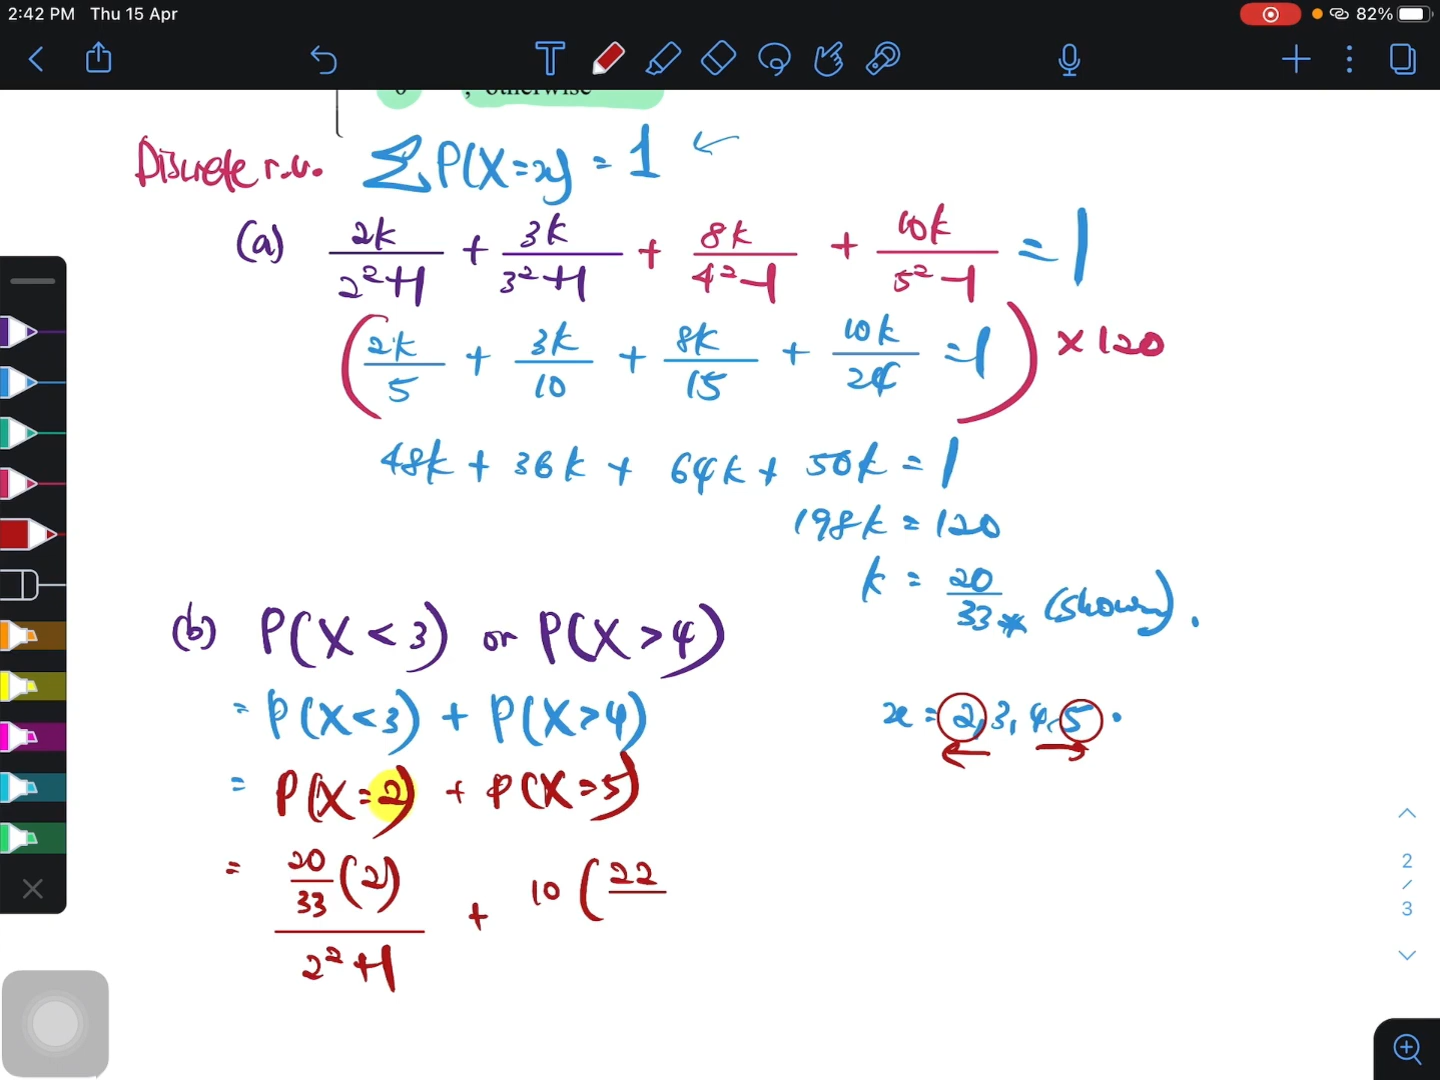 2:42 PM Thu 15 Apr 82%
0 , otherwise
Discrete r.v. ∑P(X=x) = 1
(a) 2k/(2²+1) + 3k/(3²+1) + 8k/(4²-1) + 10k/(5²-1) = 1
(2k/5 + 3k/10 + 8k/15 + 10k/24 = 1) × 120
48k + 36k + 64k + 50k = 1
198k = 120
k = 20/33 * (shown).
(b) P(X < 3) or P(X > 4)
= P(X<3) + P(X>4) x = 2, 3, 4, 5.
= P(X=2) + P(X=5)
= 20/33 (2)/(2²+1) + 10 (22
2/3